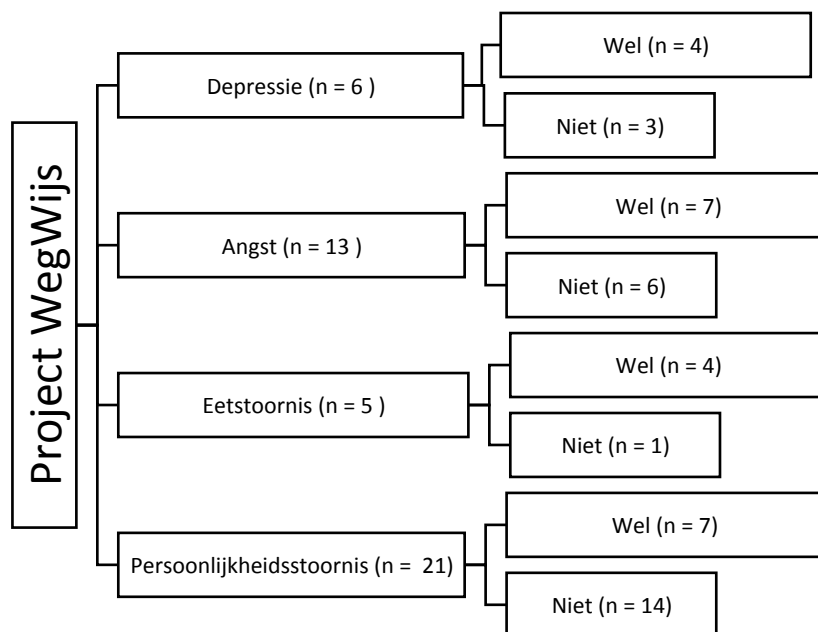 Project WegWijs
Depressie (n = 6 )
Wel (n = 4)
Niet (n = 3)
Angst (n = 13 )
Wel (n = 7)
Niet (n = 6)
Eetstoornis (n = 5 )
Wel (n = 4)
Niet (n = 1)
Persoonlijkheidsstoornis (n =  21)
Wel (n = 7)
Niet (n = 14)